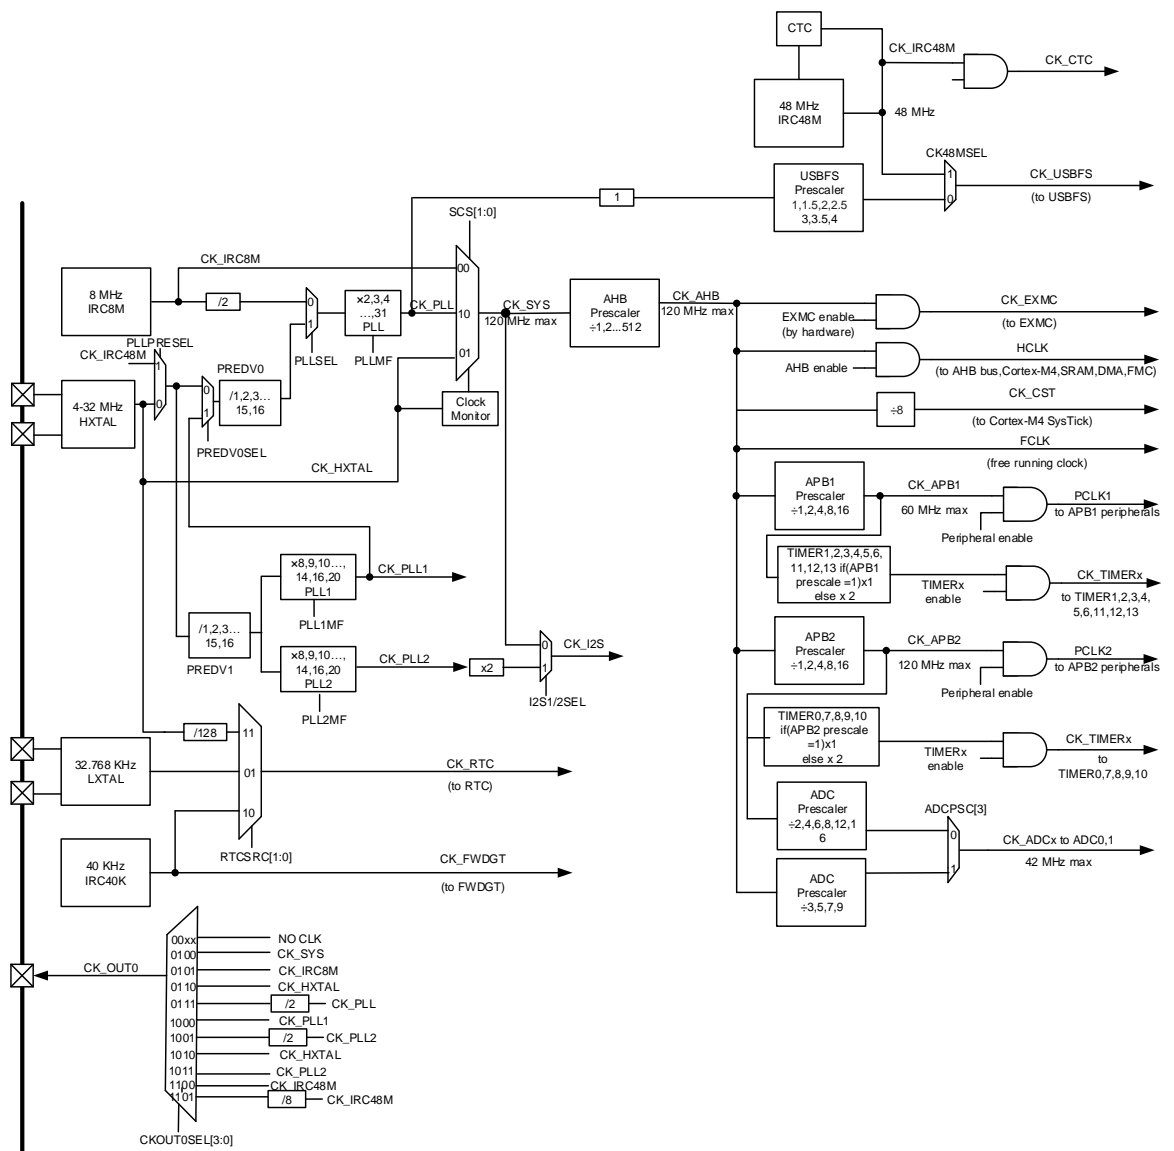 CTC
CK_IRC48M
CK_CTC
48 MHz
IRC48M
48 MHz
CK48MSEL
1
0
CK_USBFS
(to USBFS)
USBFS
Prescaler
1,1.5,2,2.5
3,3.5,4
1
SCS[1:0]
CK_IRC8M
8 MHz
IRC8M
/2
0
1
PLLSEL
×2,3,4
…,31
PLL
PLLMF
CK_PLL
00
10
01
CK_SYS
120 MHz max
AHB
Prescaler
÷1,2...512
CK_AHB
120 MHz max
EXMC enable
(by hardware)
CK_EXMC
(to EXMC)
AHB enable
HCLK
(to AHB bus,Cortex-M4,SRAM,DMA,FMC)
÷8
CK_CST
(to Cortex-M4 SysTick)
FCLK
(free running clock)
PLLPRESEL
CK_IRC48M
1
0
4-32 MHz
HXTAL
PREDV0
0
1
/1,2,3…
15,16
PREDV0SEL
Clock
Monitor
CK_HXTAL
APB1
Prescaler
÷1,2,4,8,16
CK_APB1
60 MHz max
Peripheral enable
PCLK1
to APB1 peripherals
TIMER1,2,3,4,5,6,
11,12,13 if(APB1
prescale =1)x1
else x 2
TIMERx
enable
CK_TIMERx
to TIMER1,2,3,4,
5,6,11,12,13
×8,9,10…,
14,16,20
PLL1
PLL1MF
CK_PLL1
/1,2,3…
15,16
PREDV1
×8,9,10…,
14,16,20
PLL2
PLL2MF
CK_PLL2
x2
0
1
CK_I2S
I2S1/2SEL
APB2
Prescaler
÷1,2,4,8,16
CK_APB2
120 MHz max
Peripheral enable
PCLK2
to APB2 peripherals
TIMER0,7,8,9,10
if(APB2 prescale
=1)x1
else x 2
TIMERx
enable
CK_TIMERx
to
TIMER0,7,8,9,10
/128
11
01
10
32.768 KHz
LXTAL
CK_RTC
(to RTC)
RTCSRC[1:0]
40 KHz
IRC40K
CK_FWDGT
(to FWDGT)
ADC
Prescaler
÷2,4,6,8,12,1
6
ADCPSC[3]
0
1
CK_ADCx to ADC0,1
42 MHz max
ADC
Prescaler
÷3,5,7,9
CK_OUT0
00xx NO CLK
0100 CK_SYS
0101 CK_IRC8M
0110 CK_HXTAL
0111 /2 CK_PLL
1000 CK_PLL1
1001 /2 CK_PLL2
1010 CK_HXTAL
1011 CK_PLL2
1100 CK_IRC48M
1101 /8 CK_IRC48M
CKOUT0SEL[3:0]